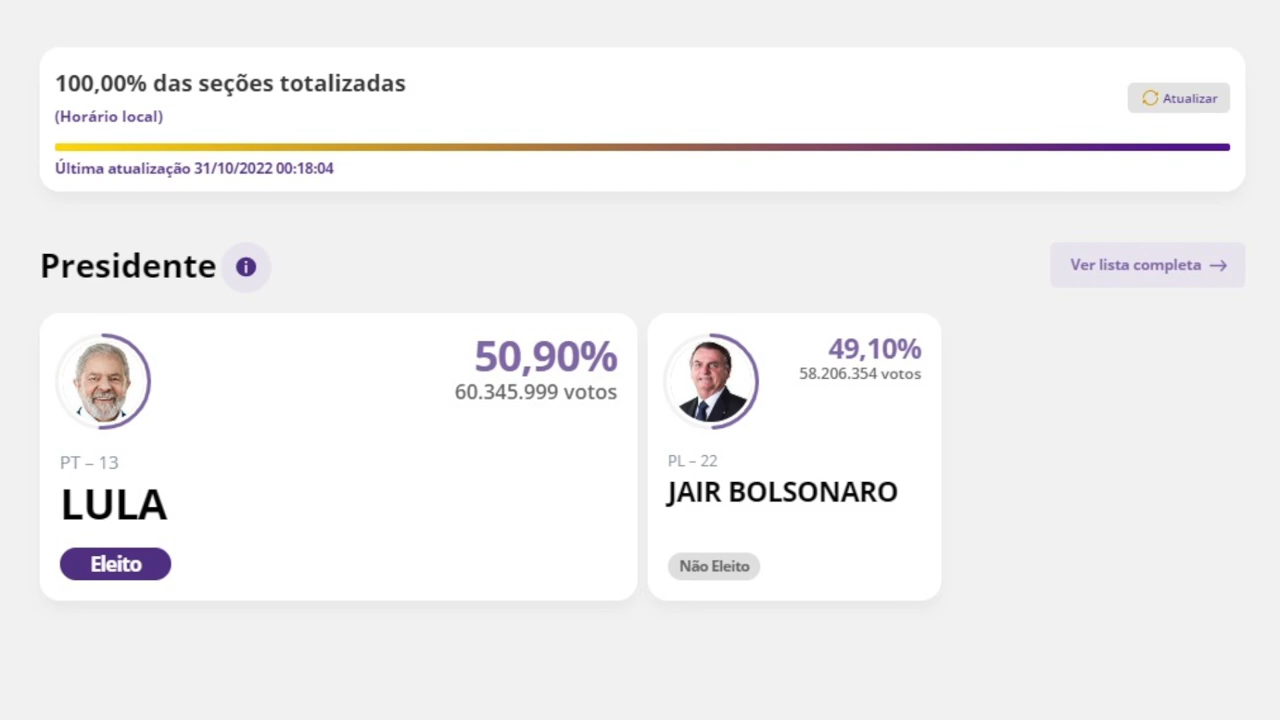 100,00% das seções totalizadas
(Horário local)
Atualizar
Última atualização 31/10/2022 00:18:04
Presidente
Ver lista completa
50,90%
60.345.999 votos
PT – 13
LULA
Eleito
49,10%
58.206.354 votos
PL – 22
JAIR BOLSONARO
Não Eleito